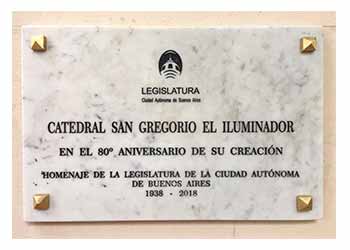 LEGISLATURA
Ciudad Autónoma de Buenos Aires
CATEDRAL SAN GREGORIO EL ILUMINADOR
EN EL 80º ANIVERSARIO DE SU CREACIÓN
HOMENAJE DE LA LEGISLATURA DE LA CIUDAD AUTÓNOMA
DE BUENOS AIRES
1938 - 2018